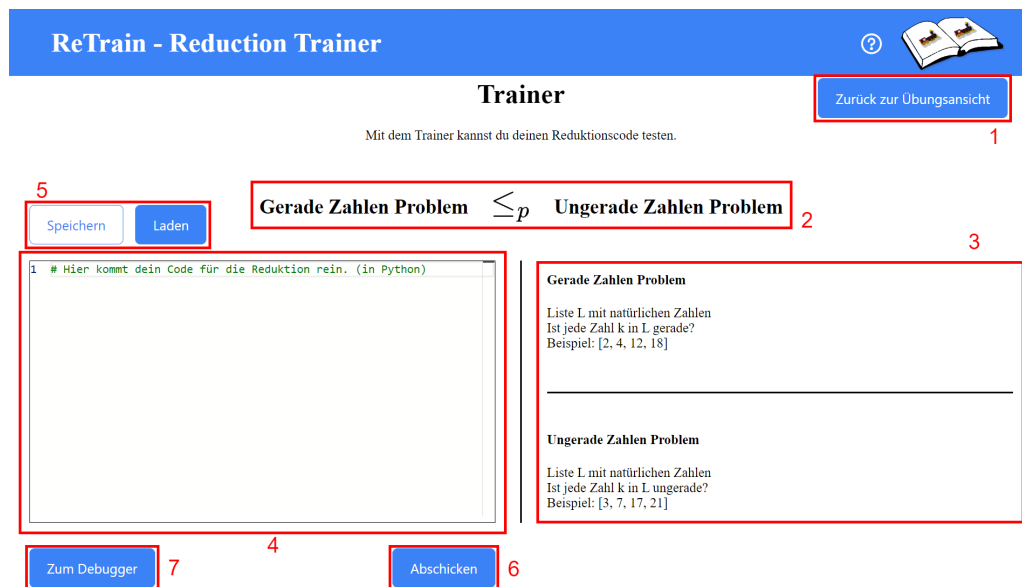 ReTrain - Reduction Trainer
Trainer
Zurück zur Übungsansicht
1
Mit dem Trainer kannst du deinen Reduktionscode testen.
5
Speichern Laden
Gerade Zahlen Problem ≤p Ungerade Zahlen Problem
2
3
1 # Hier kommt dein Code für die Reduktion rein. (in Python)
Gerade Zahlen Problem
Liste L mit natürlichen Zahlen
Ist jede Zahl k in L gerade?
Beispiel: [2, 4, 12, 18]
Ungerade Zahlen Problem
Liste L mit natürlichen Zahlen
Ist jede Zahl k in L ungerade?
Beispiel: [3, 7, 17, 21]
4
Zum Debugger 7 Abschicken 6